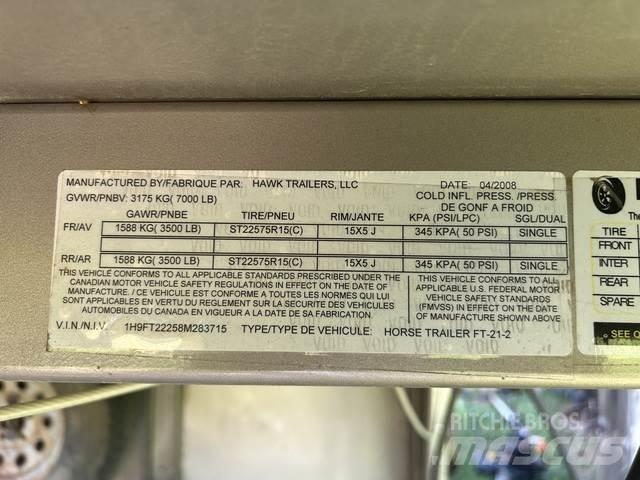 MANUFACTURED BY/FABRIQUE PAR: HAWK TRAILERS, LLC DATE: 04/2008
GVWR/PNBV: 3175 KG( 7000 LB) COLD INFL. PRESS./PRESS.
DE GONF A FROID
GAWR/PNBE TIRE/PNEU RIM/JANTE KPA (PSI/LPC) SGL/DUAL
FR/AV 1588 KG( 3500 LB) ST22575R15(C) 15X5 J 345 KPA( 50 PSI) SINGLE
RR/AR 1588 KG( 3500 LB) ST22575R15(C) 15X5 J 345 KPA( 50 PSI) SINGLE
THIS VEHICLE CONFORMS TO ALL APPLICABLE STANDARDS PRESCRIBED UNDER THE
CANADIAN MOTOR VEHICLE SAFETY REGULATIONS IN EFFECT ON THE DATE OF
MANUFACTURE. / CE VEHICULE EST CONFORME A TOUTES LES NORMES QUI LUI
SONT APPLICABLES EN VERTU DU REGLEMENT SUR LA SECURITE DES VEHICULES
AUTOMOBILES DU CANADA EN VIGUEUR A LA DATE DE SA FABRICATION
THIS VEHICLE CONFORMS TO ALL
APPLICABLE U.S. FEDERAL MOTOR
VEHICLE SAFETY STANDARDS
(FMVSS) IN EFFECT ON THE DATE OF
MANUFACTURE SHOWN ABOVE.
V.I.N./N.I.V. 1H9FT22258M283715 TYPE/TYPE DE VEHICULE: HORSE TRAILER FT-21-2
TIRE
FRONT
INTER
REAR
SPARE
SEE O
RITCHIE BROS.
MASCUS